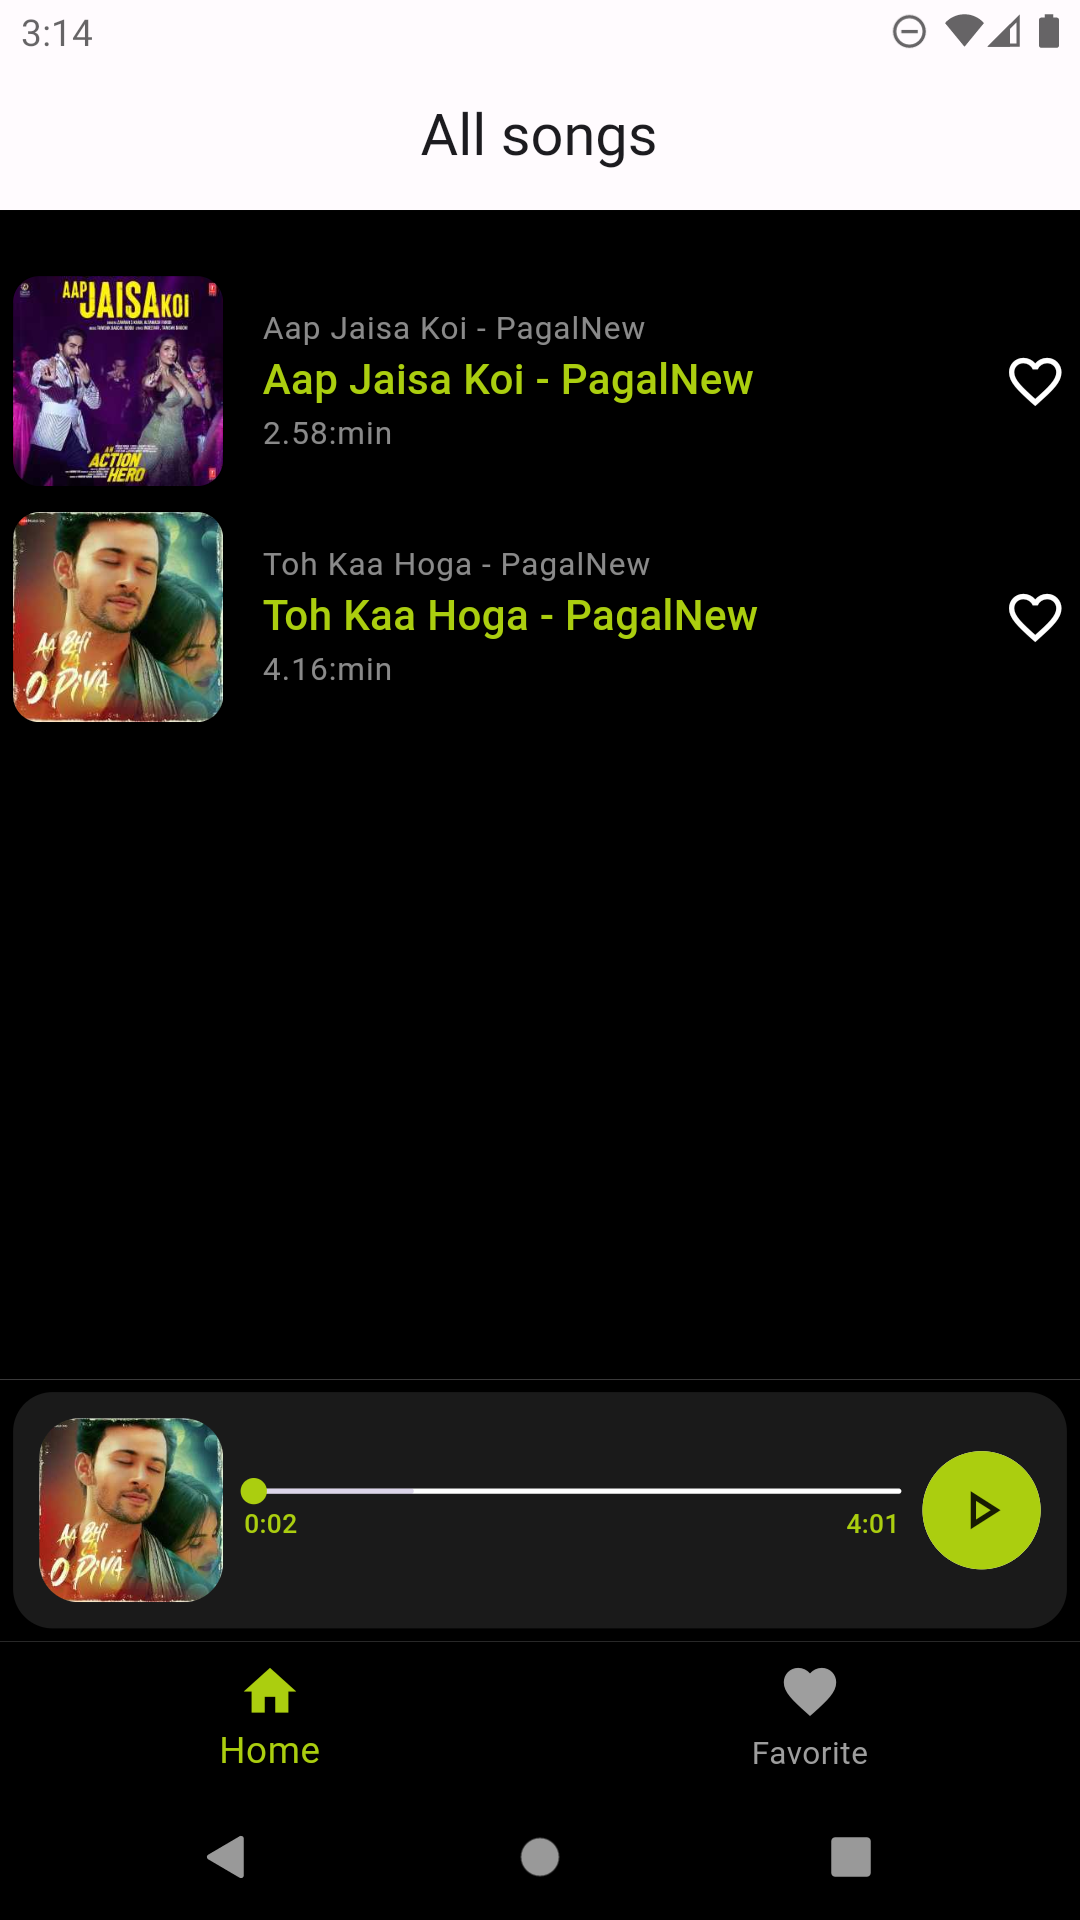 3:14
All songs
AAP JAISA KOI
AN
ACTION
HERO
Aap Jaisa Koi - PagalNew
Aap Jaisa Koi - PagalNew
2.58:min
AA BHI
JA
O PIYA
Toh Kaa Hoga - PagalNew
Toh Kaa Hoga - PagalNew
4.16:min
AA BHI
JA
O PIYA
0:02
4:01
Home
Favorite